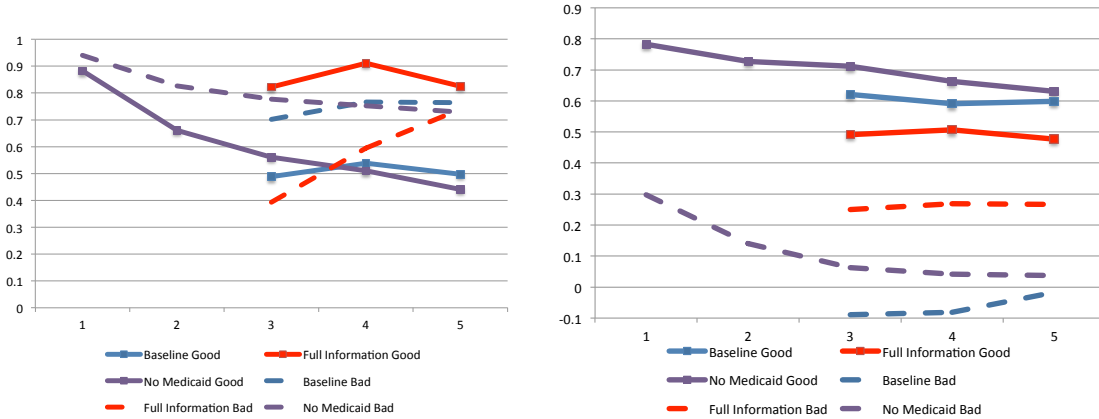 1
0.9
0.8
0.7
0.6
0.5
0.4
0.3
0.2
0.1
0
1 2 3 4 5
Baseline Good Full Information Good
No Medicaid Good Baseline Bad
Full Information Bad No Medicaid Bad
0.9
0.8
0.7
0.6
0.5
0.4
0.3
0.2
0.1
0
-0.1
1 2 3 4 5
Baseline Good Full Information Good
No Medicaid Good Baseline Bad
Full Information Bad No Medicaid Bad